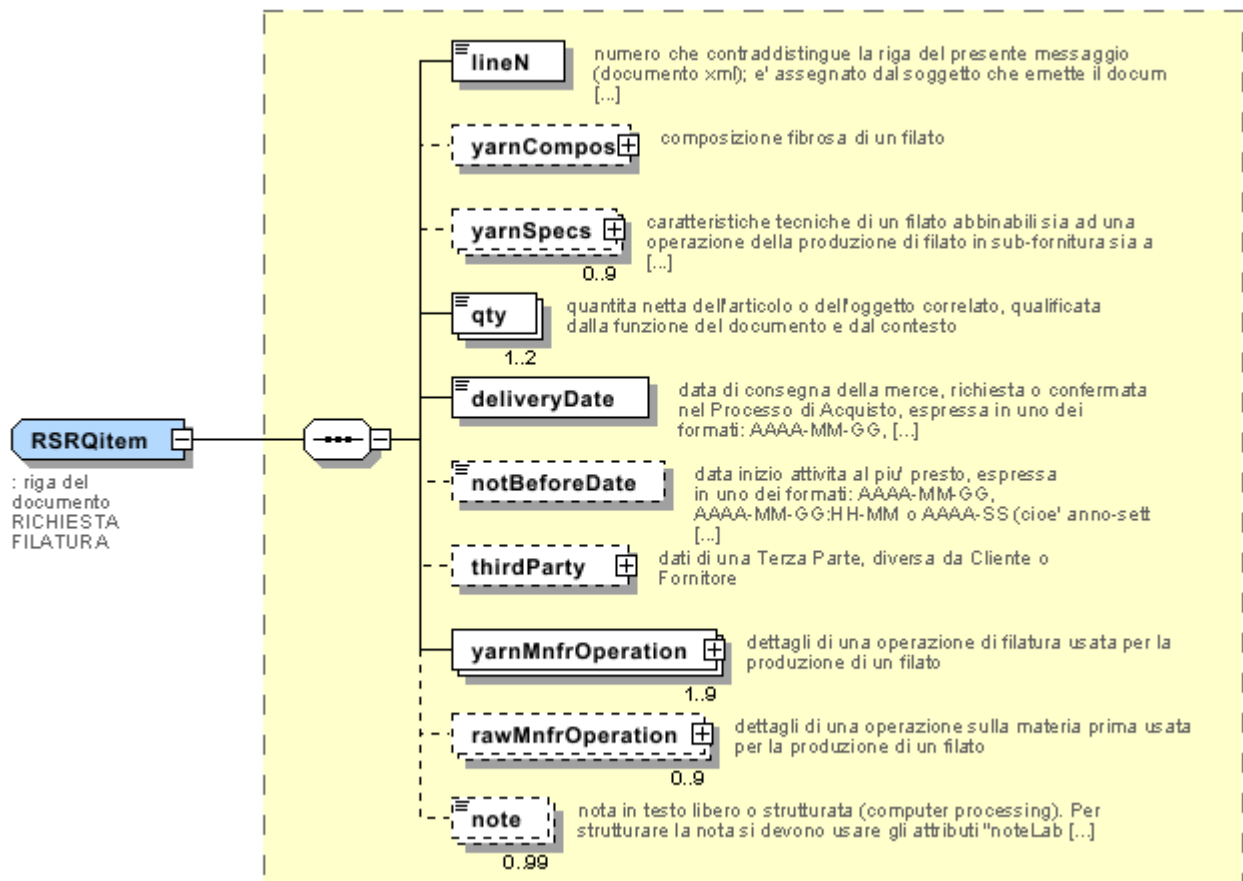 lineN
numero che contraddistingue la riga del presente messaggio
(documento xml); e' assegnato dal soggetto che emette il docum
[...]
yarnCompos
composizione fibrosa di un filato
yarnSpecs
caratteristiche tecniche di un filato abbinabili sia ad una
operazione della produzione di filato in sub-fornitura sia a
[...]
0..9
qty
quantita netta dell'articolo o dell'oggetto correlato, qualificata
dalla funzione del documento e dal contesto
1..2
deliveryDate
data di consegna della merce, richiesta o confermata
nel Processo di Acquisto, espressa in uno dei
formati: AAAA-MM-GG, [...]
RSRQitem
: riga del
documento
RICHIESTA
FILATURA
notBeforeDate
data inizio attivita al piu' presto, espressa
in uno dei formati: AAAA-MM-GG,
AAAA-MM-GG:HH-MM o AAAA-SS (cioe' anno-sett
[...]
thirdParty
dati di una Terza Parte, diversa da Cliente o
Fornitore
yarnMnfrOperation
dettagli di una operazione di filatura usata per la
produzione di un filato
1..9
rawMnfrOperation
dettagli di una operazione sulla materia prima usata
per la produzione di un filato
0..9
note
nota in testo libero o strutturata (computer processing). Per
strutturare la nota si devono usare gli attributi "noteLab [...]
0..99